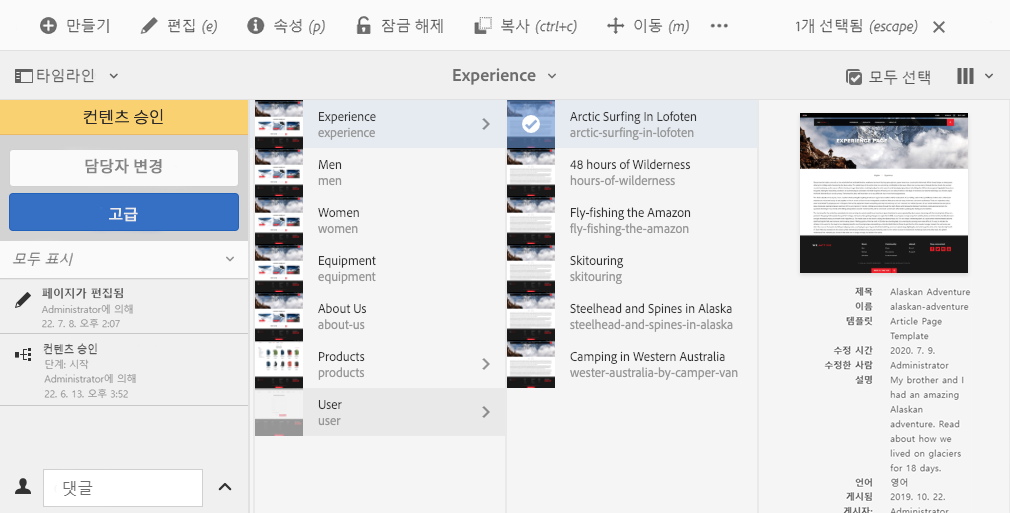 만들기 편집 (e) 속성 (p) 잠금 해제 복사 (ctrl+c) 이동 (m) 1개 선택됨 (escape)
타임라인 Experience 모두 선택
컨텐츠 승인
담당자 변경
고급
모두 표시
페이지가 편집됨
Administrator에 의해
22. 7. 8. 오후 2:07
컨텐츠 승인
단계: 시작
Administrator에 의해
22. 6. 13. 오후 3:52
댓글
Experience
experience
Men
men
Women
women
Equipment
equipment
About Us
about-us
Products
products
User
user
Arctic Surfing In Lofoten
arctic-surfing-in-lofoten
48 hours of Wilderness
hours-of-wilderness
Fly-fishing the Amazon
fly-fishing-the-amazon
Skitouring
skitouring
Steelhead and Spines in Alaska
steelhead-and-spines-in-alaska
Camping in Western Australia
wester-australia-by-camper-van
EXPERIENCE PAGE
제목 Alaskan Adventure
이름 alaskan-adventure
템플릿 Article Page
Template
수정 시간 2020. 7. 9.
수정한 사람 Administrator
설명 My brother and I
had an amazing
Alaskan
adventure. Read
about how we
lived on glaciers
for 18 days.
언어 영어
게시됨 2019. 10. 22.
게시자: Administrator